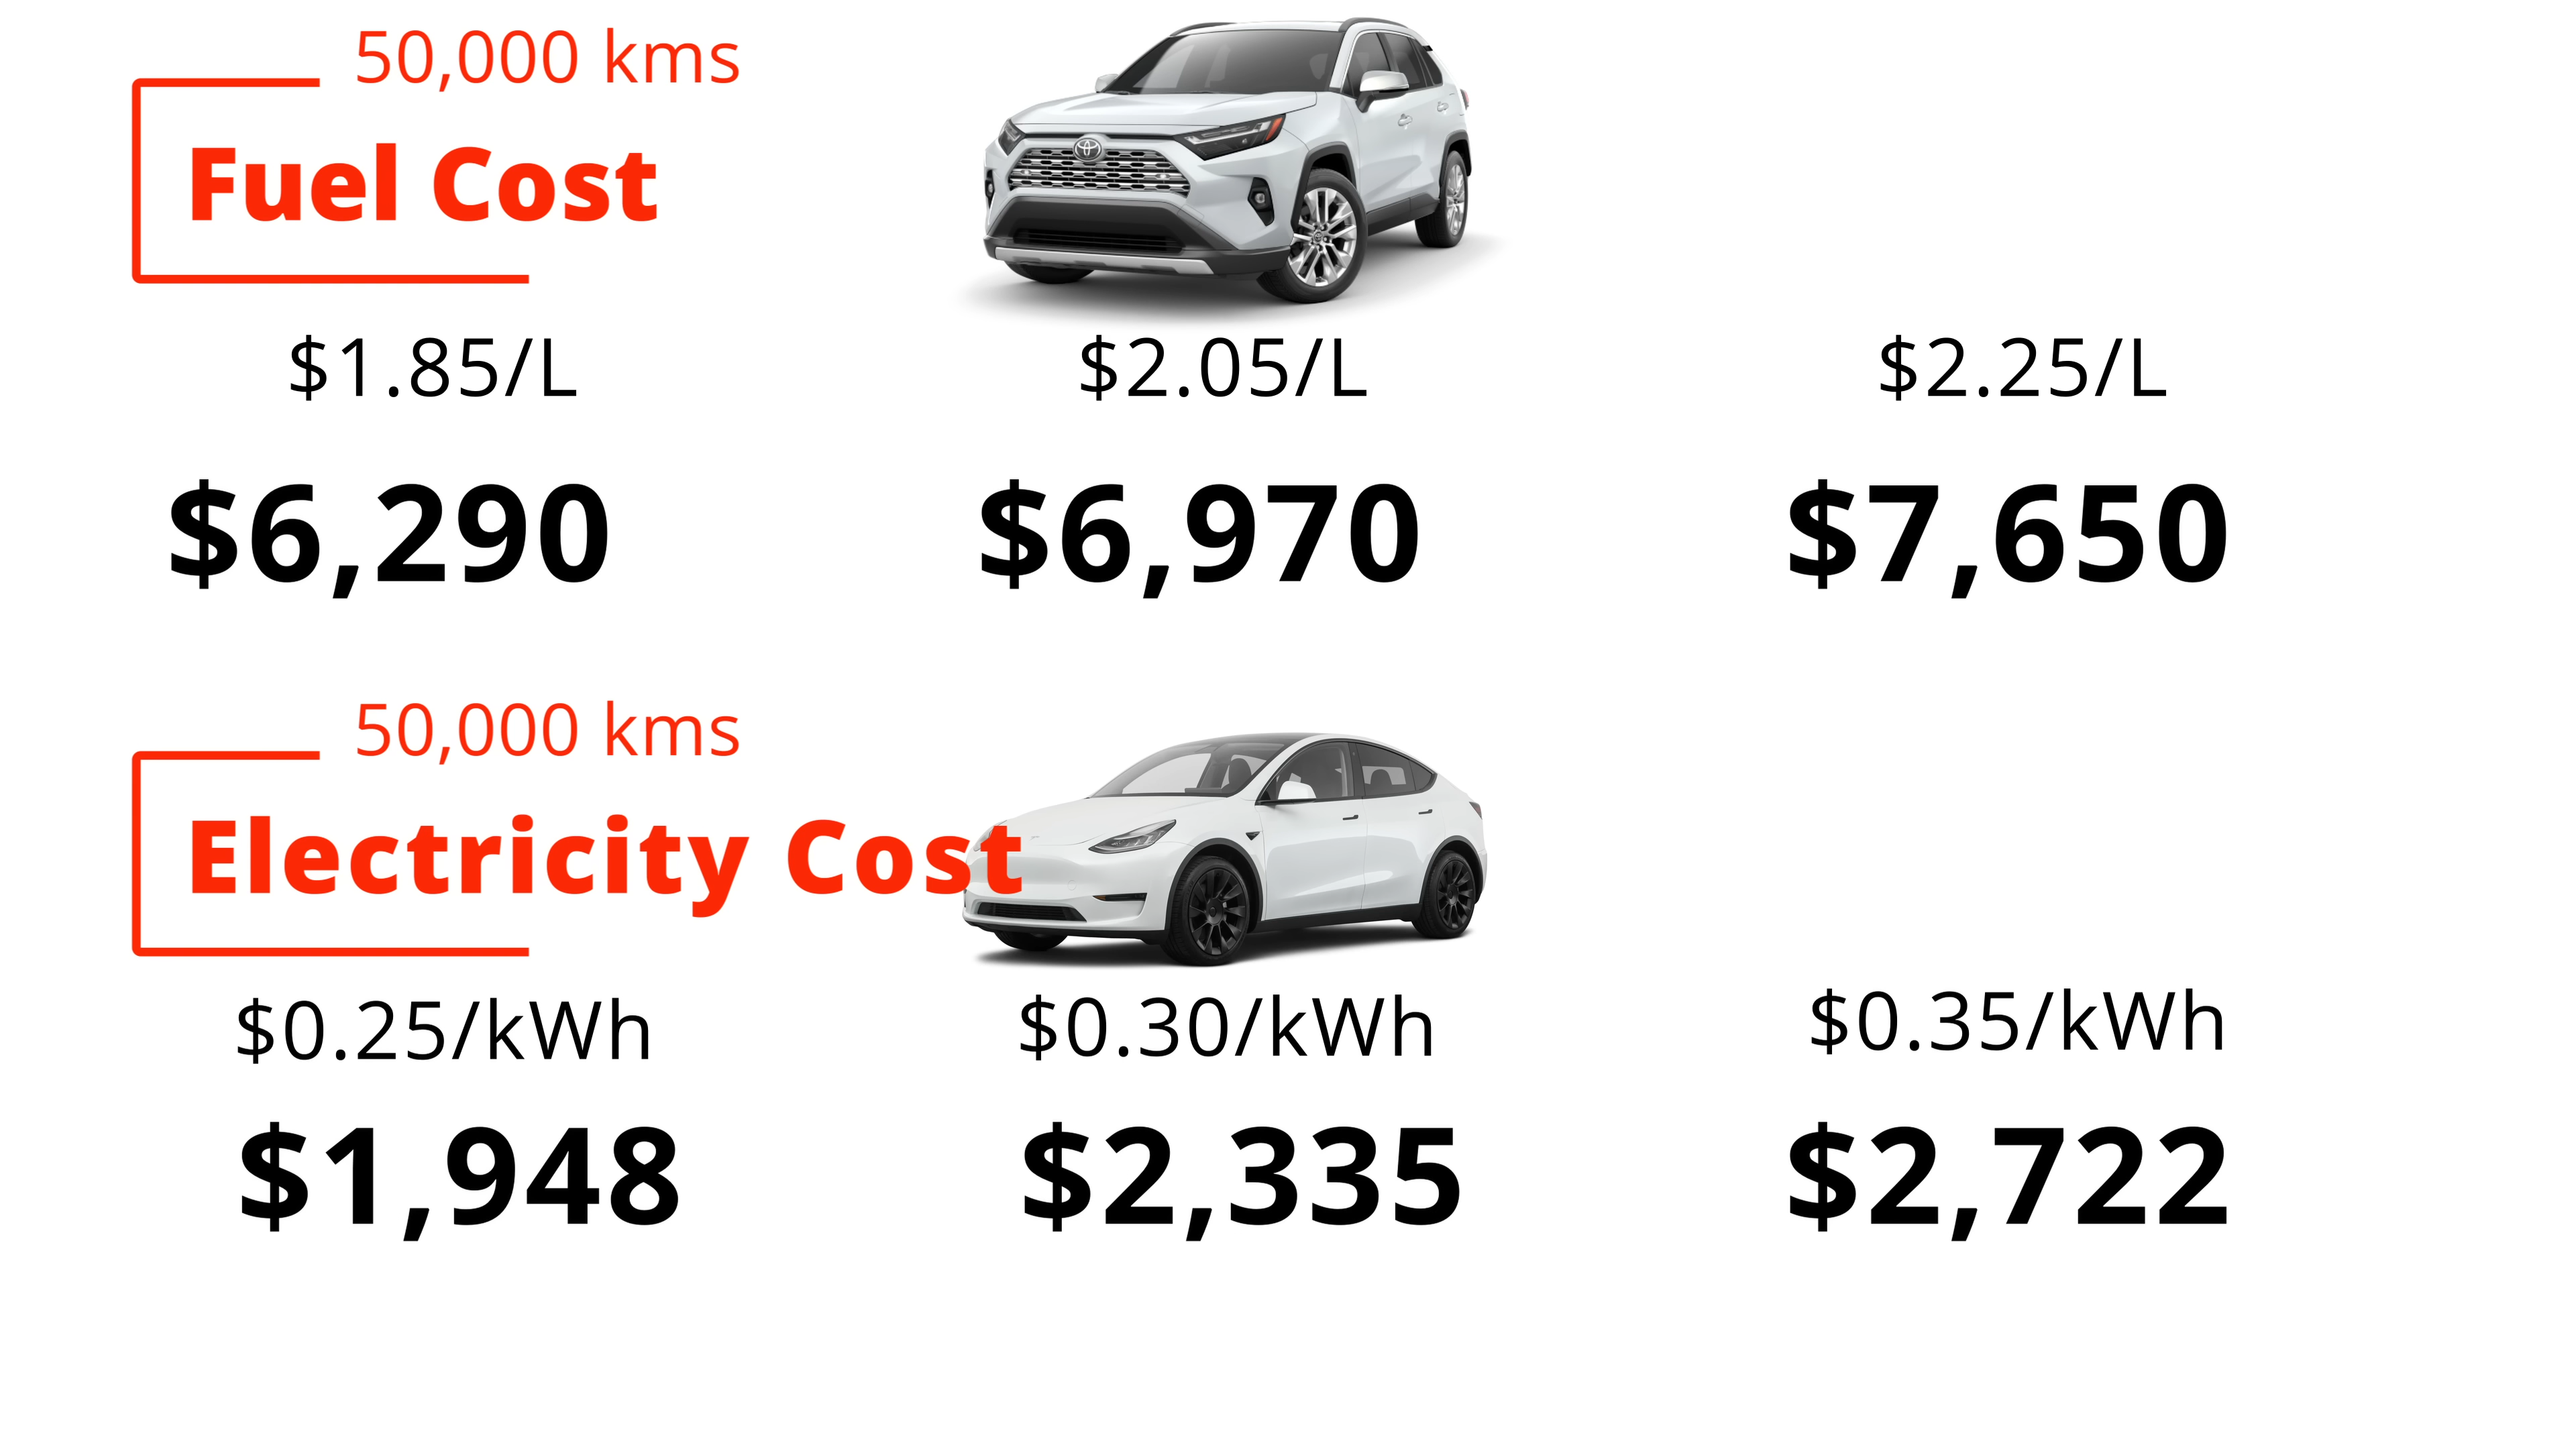 50,000 kms
Fuel Cost
$1.85/L
$2.05/L
$2.25/L
$6,290
$6,970
$7,650
50,000 kms
Electricity Cost
$0.25/kWh
$0.30/kWh
$0.35/kWh
$1,948
$2,335
$2,722